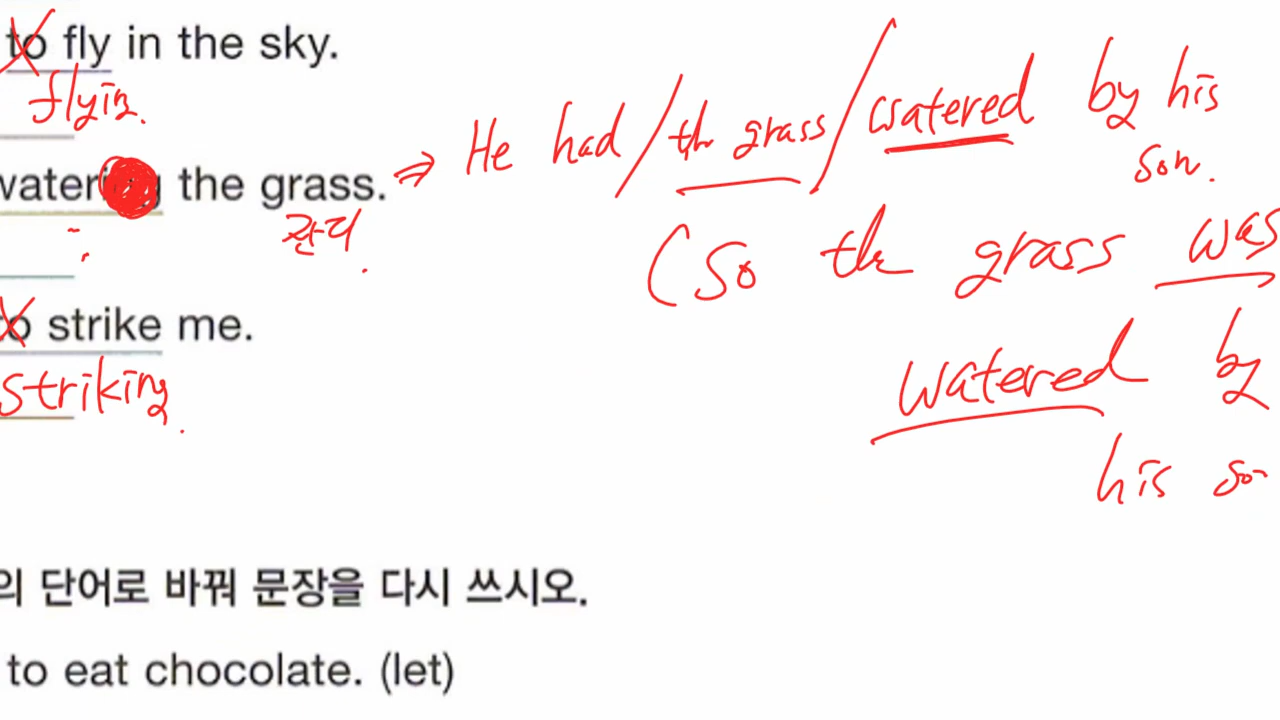 to fly in the sky.
flying.
watering the grass. ⇒ He had / the grass / watered by his son.
잔디.
(So the grass was watered by his son
to strike me.
striking.
의 단어로 바꿔 문장을 다시 쓰시오.
to eat chocolate. (let)